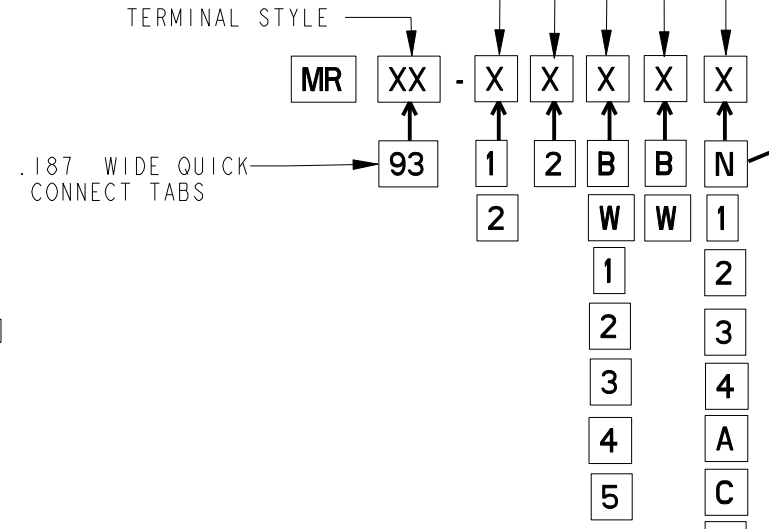 TERMINAL STYLE
MR XX - X X X X X
.187 WIDE QUICK CONNECT TABS
93 1 2 B B N
2 W W 1
1 2
2 3
3 4
4 A
5 C